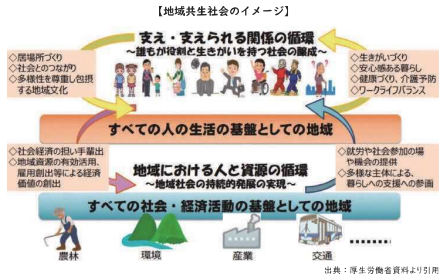 【地域共生社会のイメージ】
支え・支えられる関係の循環
～誰もが役割と生きがいを持つ社会の醸成～
◇居場所づくり
◇社会とのつながり
◇多様性を尊重し包摂
する地域文化
◇生きがいづくり
◇安心感ある暮らし
◇健康づくり、介護予防
◇ワークライフバランス
すべての人の生活の基盤としての地域
◇社会経済の担い手輩出
◇地域資源の有効活用、
雇用創出等による経済
価値の創出
地域における人と資源の循環
～地域社会の持続的発展の実現～
◇就労や社会参加の場
や機会の提供
◇多様な主体による、
暮らしへの支援への参画
すべての社会・経済活動の基盤としての地域
農林
環境
産業
交通
………
出典：厚生労働省資料より引用